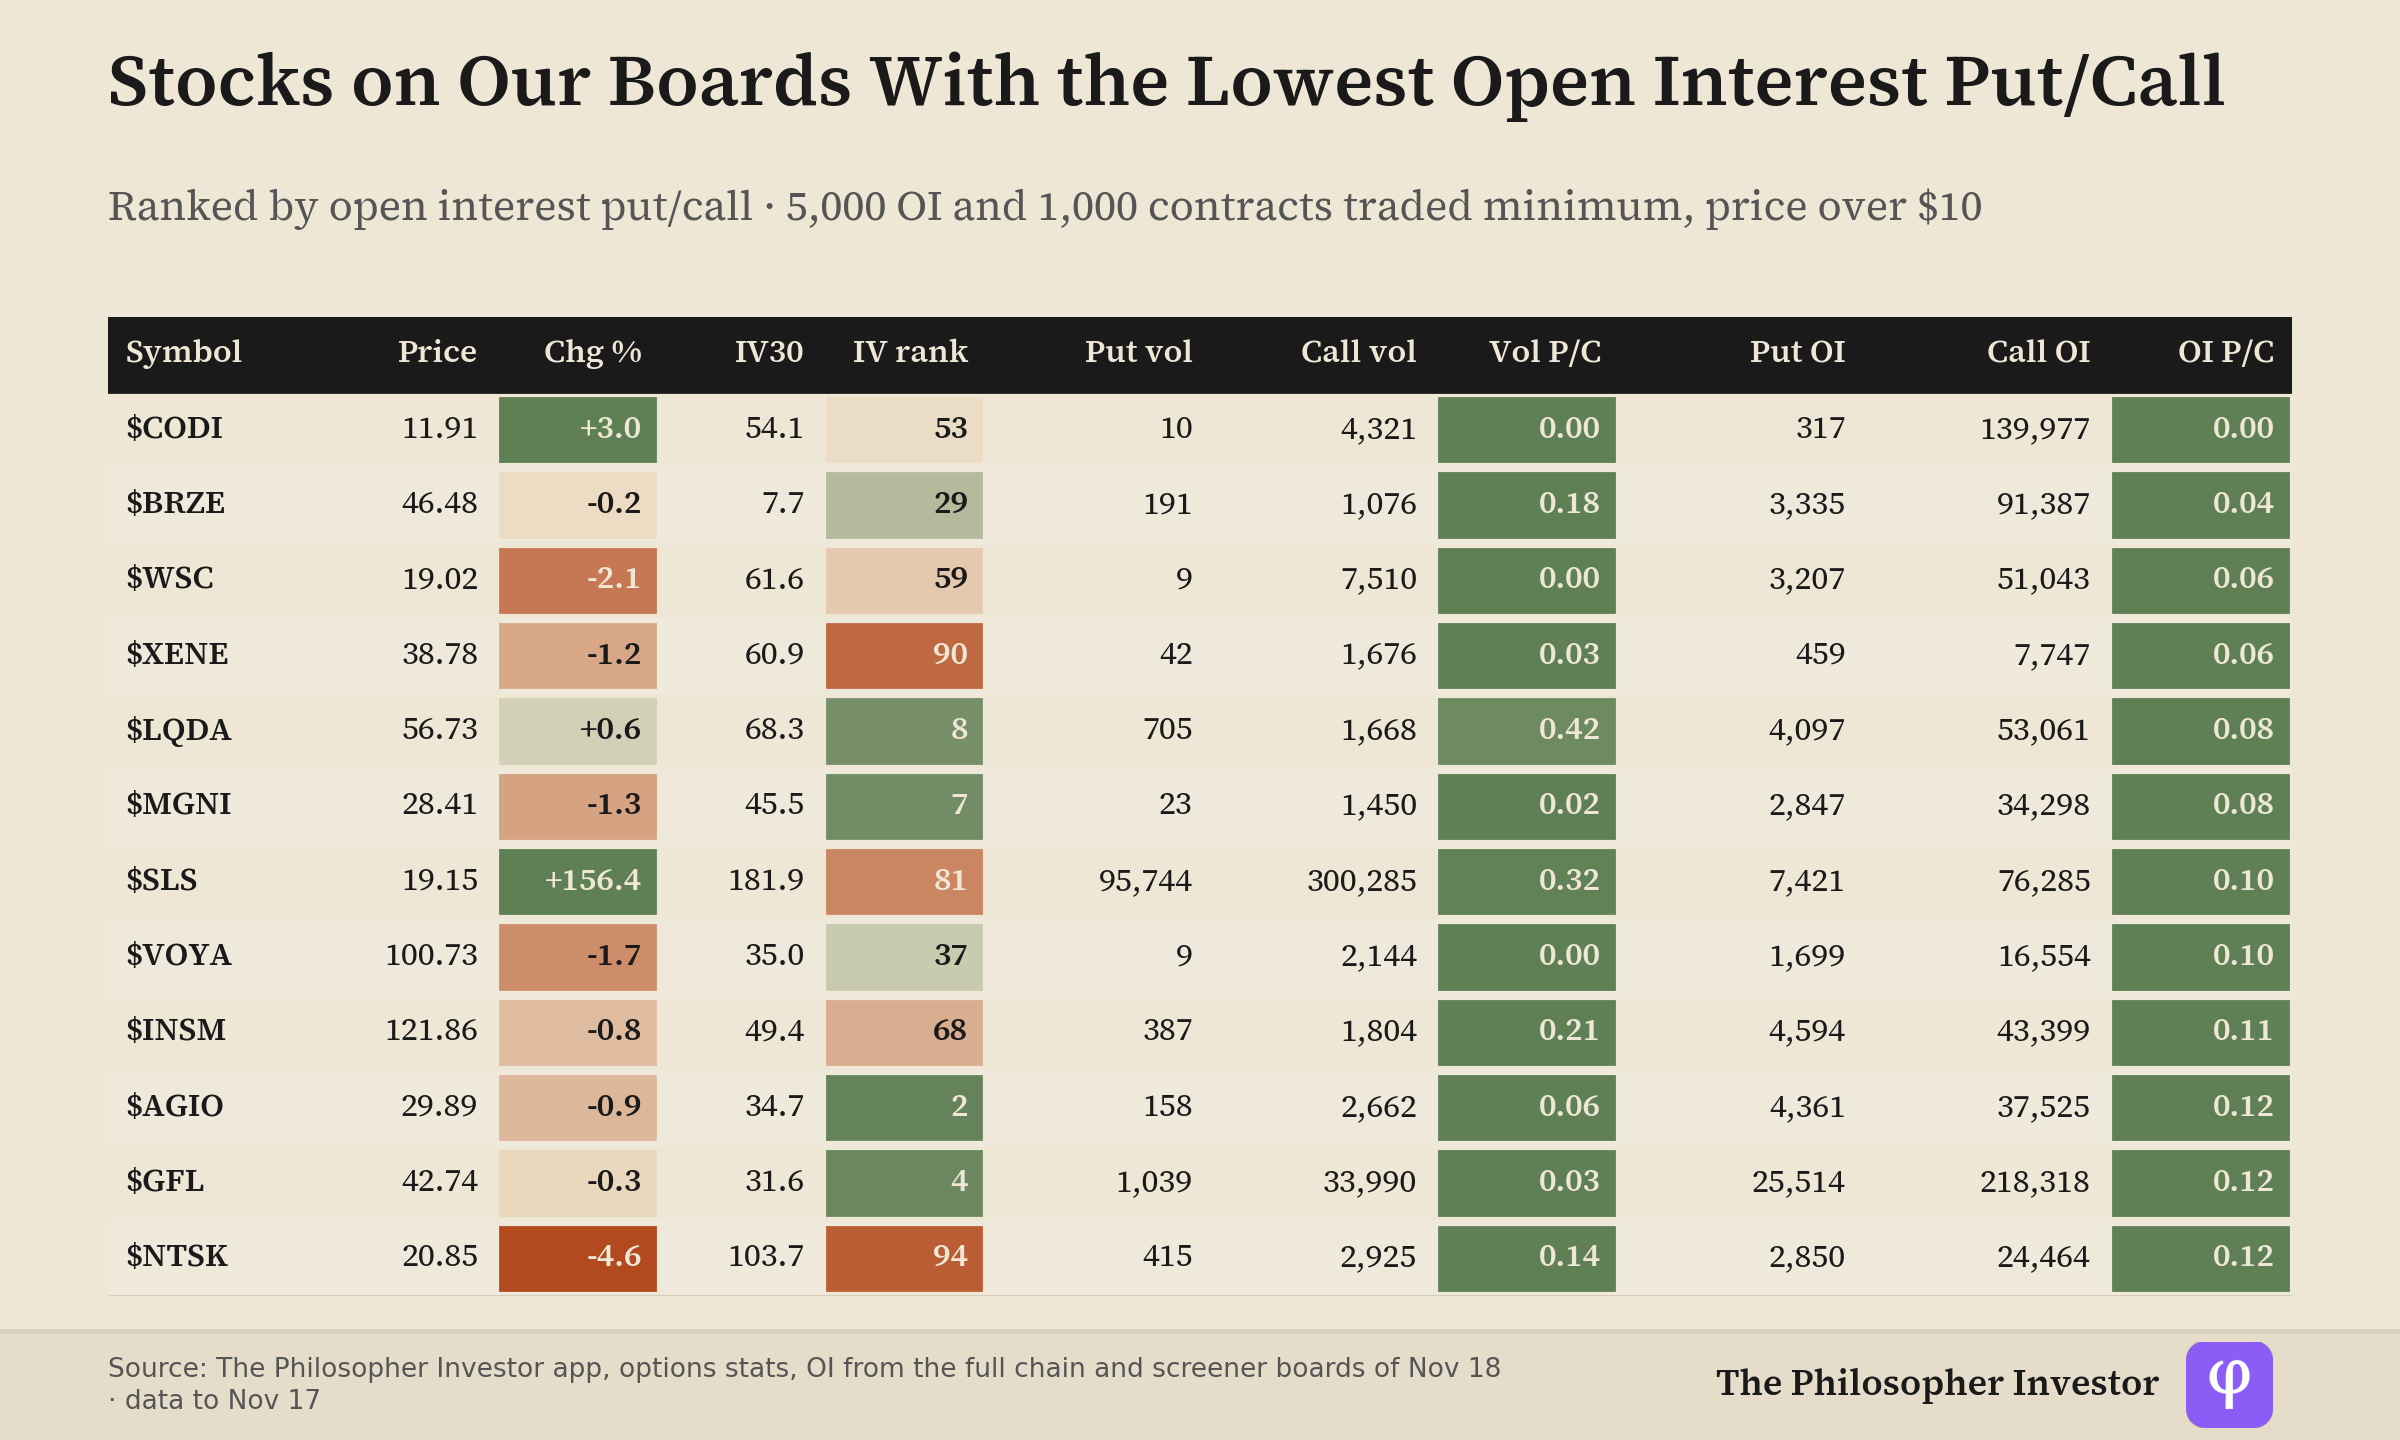 Stocks on Our Boards With the Lowest Open Interest Put/Call
Ranked by open interest put/call · 5,000 OI and 1,000 contracts traded minimum, price over $10
Symbol Price Chg % IV30 IV rank Put vol Call vol Vol P/C Put OI Call OI OI P/C
$CODI 11.91 +3.0 54.1 53 10 4,321 0.00 317 139,977 0.00
$BRZE 46.48 -0.2 7.7 29 191 1,076 0.18 3,335 91,387 0.04
$WSC 19.02 -2.1 61.6 59 9 7,510 0.00 3,207 51,043 0.06
$XENE 38.78 -1.2 60.9 90 42 1,676 0.03 459 7,747 0.06
$LQDA 56.73 +0.6 68.3 8 705 1,668 0.42 4,097 53,061 0.08
$MGNI 28.41 -1.3 45.5 7 23 1,450 0.02 2,847 34,298 0.08
$SLS 19.15 +156.4 181.9 81 95,744 300,285 0.32 7,421 76,285 0.10
$VOYA 100.73 -1.7 35.0 37 9 2,144 0.00 1,699 16,554 0.10
$INSM 121.86 -0.8 49.4 68 387 1,804 0.21 4,594 43,399 0.11
$AGIO 29.89 -0.9 34.7 2 158 2,662 0.06 4,361 37,525 0.12
$GFL 42.74 -0.3 31.6 4 1,039 33,990 0.03 25,514 218,318 0.12
$NTSK 20.85 -4.6 103.7 94 415 2,925 0.14 2,850 24,464 0.12
Source: The Philosopher Investor app, options stats, OI from the full chain and screener boards of Nov 18
· data to Nov 17
The Philosopher Investor
φ